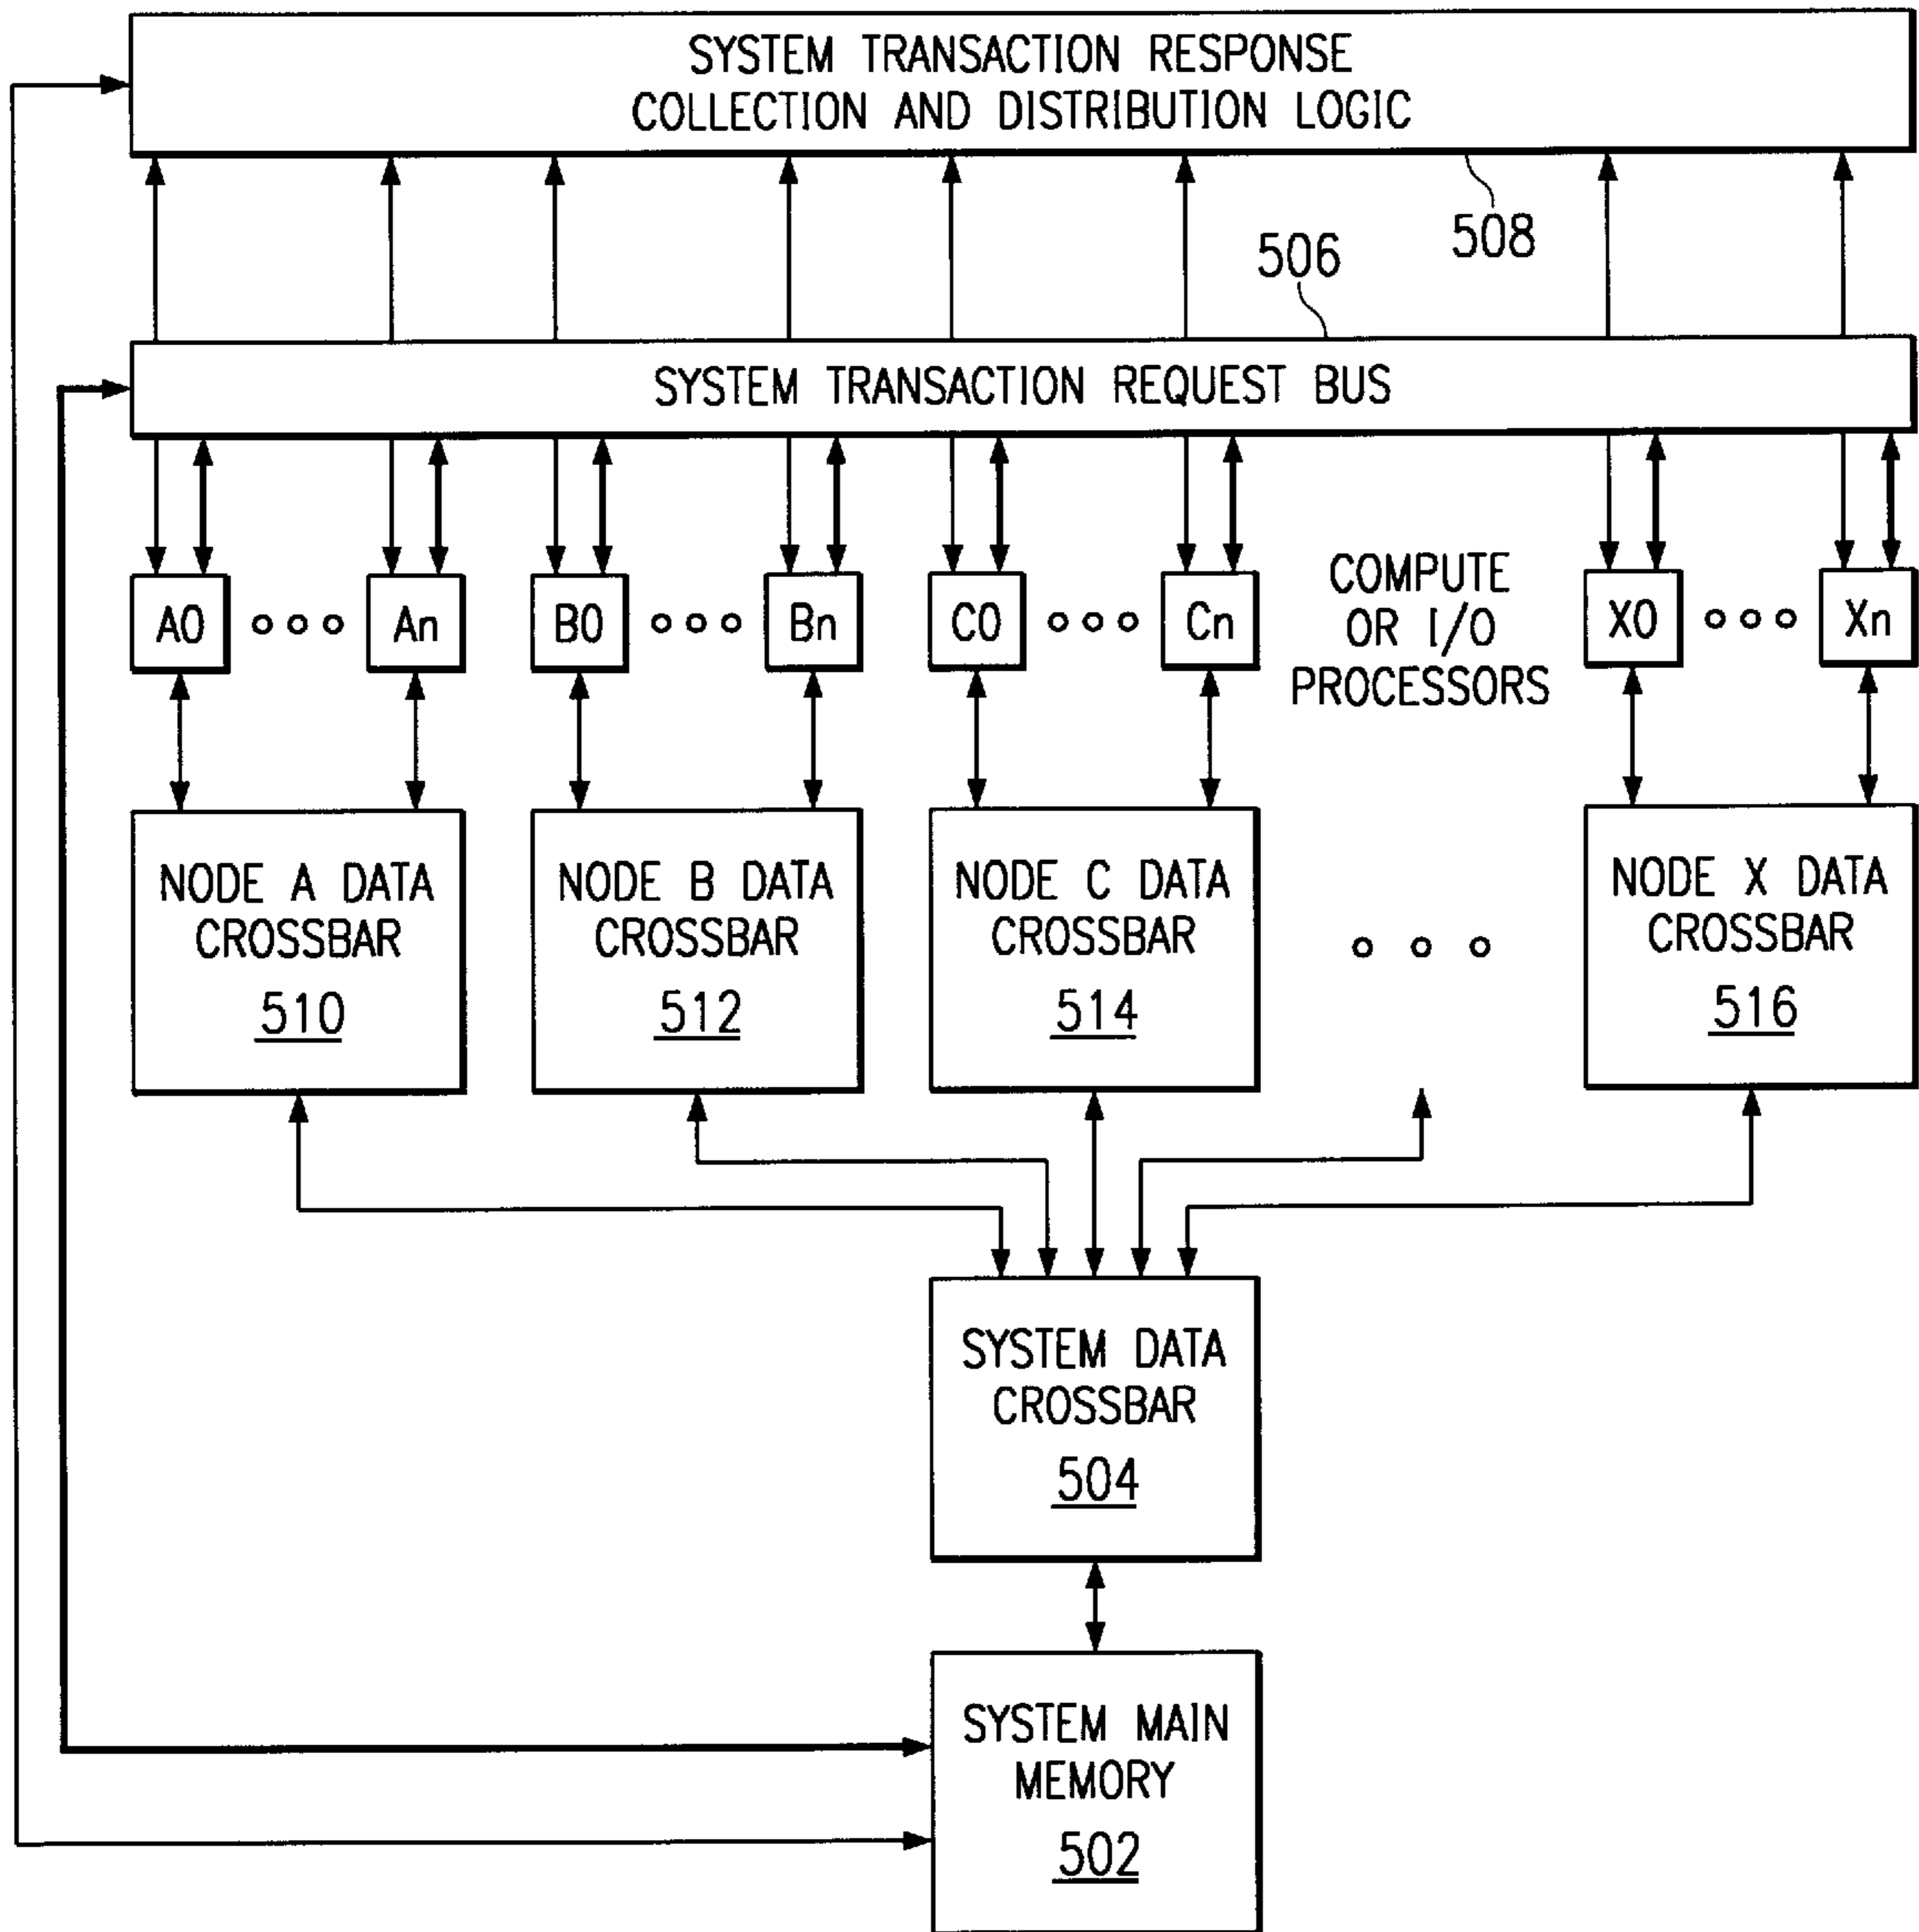 SYSTEM TRANSACTION RESPONSE
COLLECTION AND DISTRIBUTION LOGIC
508
506
SYSTEM TRANSACTION REQUEST BUS
A0 An B0 Bn C0 Cn X0 Xn
COMPUTE
OR I/O
PROCESSORS
NODE A DATA
CROSSBAR
510
NODE B DATA
CROSSBAR
512
NODE C DATA
CROSSBAR
514
NODE X DATA
CROSSBAR
516
SYSTEM DATA
CROSSBAR
504
SYSTEM MAIN
MEMORY
502